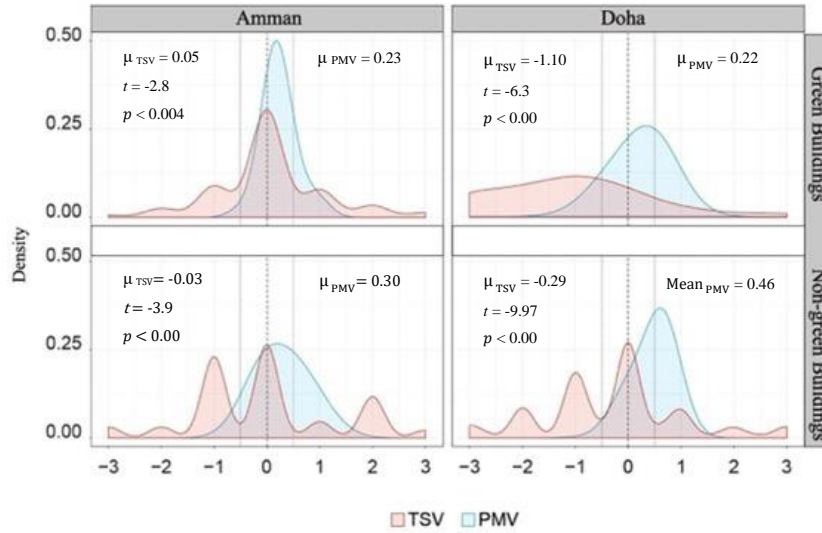 Amman
Doha
Green Buildings
0.50
0.25
0.00
μ TSV = 0.05
t = -2.8
p < 0.004
μ PMV = 0.23
μ TSV = -1.10
t = -6.3
p < 0.00
μ PMV = 0.22
Density
Non-green Buildings
0.50
0.25
0.00
μ TSV = -0.03
t = -3.9
p < 0.00
μ PMV = 0.30
μ TSV = -0.29
t = -9.97
p < 0.00
Mean PMV = 0.46
−3 −2 −1 0 1 2 3
−3 −2 −1 0 1 2 3
TSV PMV